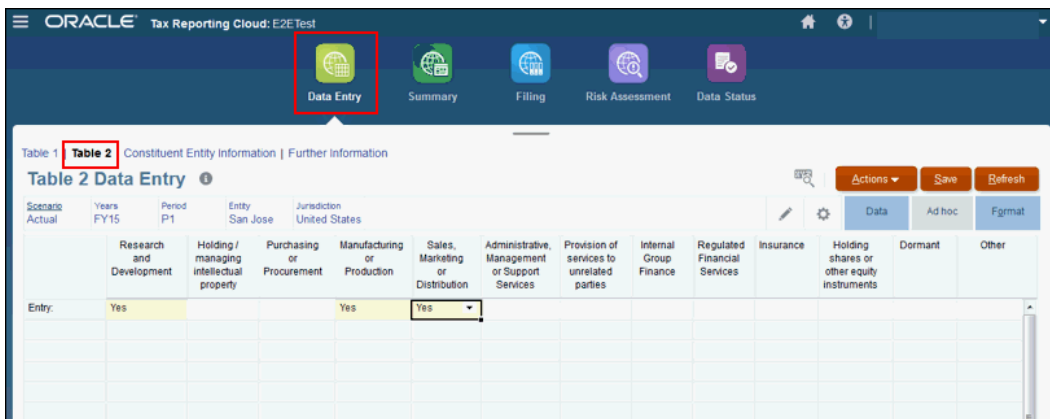 ORACLE Tax Reporting Cloud: E2ETest
Data Entry Summary Filing Risk Assessment Data Status
Table 1 | Table 2 Constituent Entity Information | Further Information
Table 2 Data Entry
Actions Save Refresh
Scenario Years Period Entity Jurisdiction
Actual FY15 P1 San Jose United States
Data Ad hoc Format
Research and Development
Holding / managing intellectual property
Purchasing or Procurement
Manufacturing or Production
Sales, Marketing or Distribution
Administrative, Management or Support Services
Provision of services to unrelated parties
Internal Group Finance
Regulated Financial Services
Insurance
Holding shares or other equity instruments
Dormant
Other
Entry: Yes Yes Yes